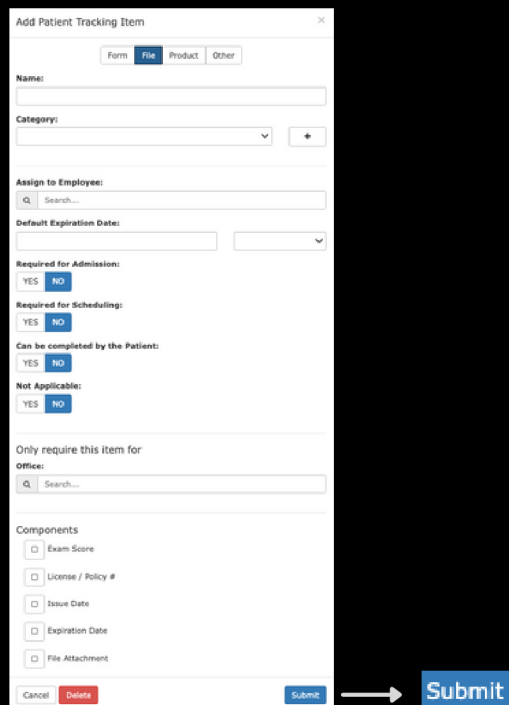 Add Patient Tracking Item ×
Form File Product Other
Name:
Category:
+
Assign to Employee:
Search...
Default Expiration Date:
Required for Admission:
YES NO
Required for Scheduling:
YES NO
Can be completed by the Patient:
YES NO
Not Applicable:
YES NO
Only require this item for
Office:
Search...
Components
Exam Score
License / Policy #
Issue Date
Expiration Date
File Attachment
Cancel Delete Submit Submit